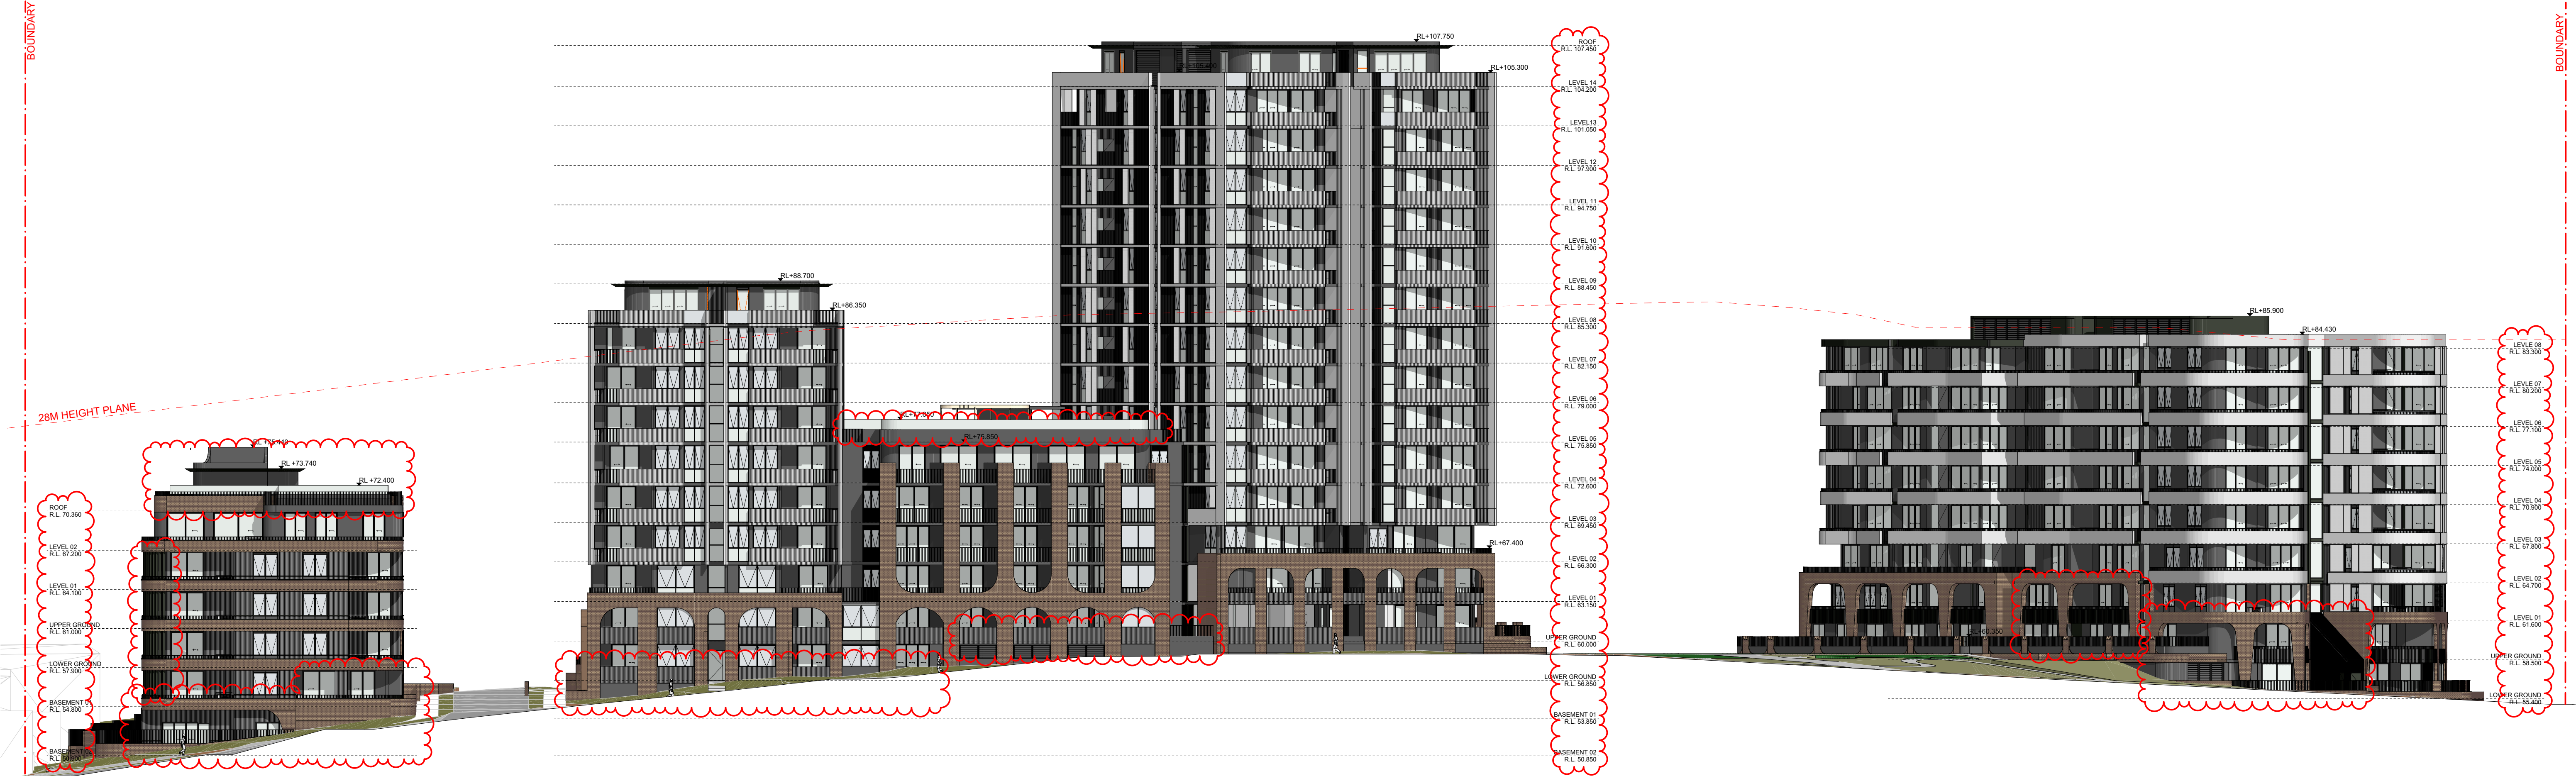 BOUNDARY
BOUNDARY
28M HEIGHT PLANE
RL +73.740
RL +72.400
ROOF
R.L. 70.360
LEVEL 02
R.L. 67.200
LEVEL 01
R.L. 64.100
UPPER GROUND
R.L. 61.000
LOWER GROUND
R.L. 57.900
BASEMENT 01
R.L. 54.800
BASEMENT
RL+88.700
RL+86.350
RL+75.850
RL+107.750
RL+105.300
RL+67.400
ROOF
R.L. 107.450
LEVEL 14
R.L. 104.200
LEVEL13
R.L. 101.050
LEVEL 12
R.L. 97.900
LEVEL 11
R.L. 94.750
LEVEL 10
R.L. 91.600
LEVEL 09
R.L. 88.450
LEVEL 08
R.L. 85.300
LEVEL 07
R.L. 82.150
LEVEL 06
R.L. 79.000
LEVEL 05
R.L. 75.850
LEVEL 04
R.L. 72.600
LEVEL 03
R.L. 69.450
LEVEL 02
R.L. 66.300
LEVEL 01
R.L. 63.150
UPPER GROUND
R.L. 60.000
LOWER GROUND
R.L. 56.850
BASEMENT 01
R.L. 53.850
BASEMENT 02
R.L. 50.850
RL+85.900
RL+84.430
LEVLE 08
R.L. 83.300
LEVLE 07
R.L. 80.200
LEVEL 06
R.L. 77.100
LEVEL 05
R.L. 74.000
LEVEL 04
R.L. 70.900
LEVEL 03
R.L. 67.800
LEVEL 02
R.L. 64.700
LEVEL 01
R.L. 61.600
UPPER GROUND
R.L. 58.500
LOWER GROUND
R.L. 55.400